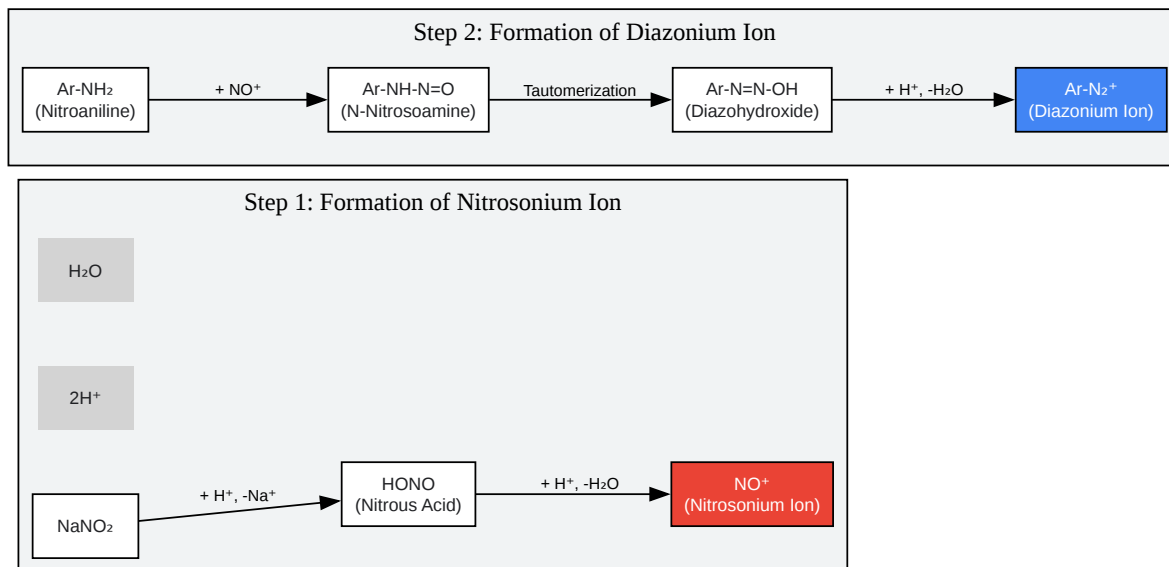 Step 2: Formation of Diazonium Ion
Ar-NH₂
(Nitroaniline)
+ NO⁺
Ar-NH-N=O
(N-Nitrosoamine)
Tautomerization
Ar-N=N-OH
(Diazohydroxide)
+ H⁺, -H₂O
Ar-N₂⁺
(Diazonium Ion)
Step 1: Formation of Nitrosonium Ion
H₂O
2H⁺
NaNO₂
+ H⁺, -Na⁺
HONO
(Nitrous Acid)
+ H⁺, -H₂O
NO⁺
(Nitrosonium Ion)